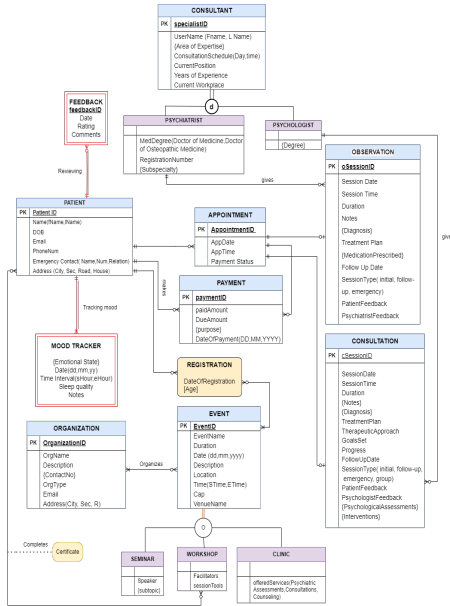 CONSULTANT
PK specialistID
UserName (Fname, L Name)
{Area of Expertise}
ConsultationSchedule(Day,time)
CurrentPosition
Years of Experience
Current Workplace
d
PSYCHIATRIST
MedDegree(Doctor of Medicine,Doctor
of Osteopathic Medicine)
RegistrationNumber
{Subspecialty}
PSYCHOLOGIST
{Degree}
FEEDBACK
feedbackID
Date
Rating
Comments
Reviewing
gives
give
OBSERVATION
PK oSessionID
Session Date
Session Time
Duration
Notes
{Diagnosis}
Treatment Plan
{MedicationPrescribed}
Follow Up Date
SessionType( initial, follow-
up, emergency)
PatientFeedback
PsychiatristFeedback
PATIENT
PK Patient ID
Name(fName,lName)
DOB
Email
PhoneNum
Emergency Contact( Name,Num,Relation)
Address (City, Sec, Road, House)
APPOINTMENT
PK AppointmentID
AppDate
AppTime
Payment Status
makes
PAYMENT
PK paymentID
paidAmount
DueAmount
{purpose}
DateOfPayment(DD,MM,YYYY)
Tracking mood
MOOD TRACKER
{Emotional State}
Date(dd,mm,yy)
Time Interval(sHour,eHour)
Sleep quality
Notes
REGISTRATION
DateOfRegistration
[Age]
CONSULTATION
PK cSessionID
SessionDate
SessionTime
Duration
{Notes}
{Diagnosis}
TreatmentPlan
TherapeuticApproach
GoalsSet
Progress
FollowUpDate
SessionType( initial, follow-up,
emergency, group)
PatientFeedback
PsychologistFeedback
{PsychologicalAssessments}
{Interventions}
ORGANIZATION
PK OrganizationID
OrgName
Description
{ContactNo}
OrgType
Email
Address(City, Sec, R)
Organizes
EVENT
PK EventID
EventName
Duration
Date (dd,mm,yyyy)
Description
Location
Time(STime,ETime)
Cap
VenueName
O
Completes
Certificate
SEMINAR
Speaker
{subtopic}
WORKSHOP
Facilitators
sessionTools
CLINIC
offeredServices(Psychiatric
Assessments,Consultations,
Counseling)